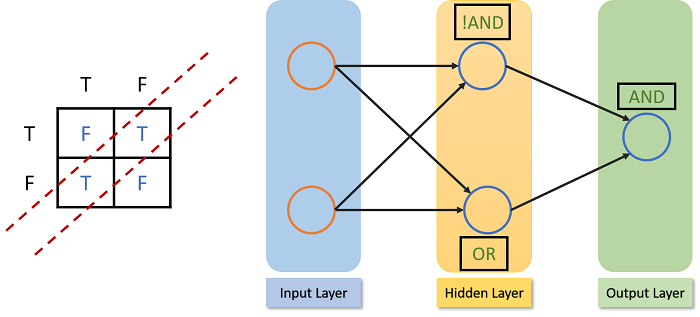 T F
T F T
F T F
!AND
AND
OR
Input Layer
Hidden Layer
Output Layer